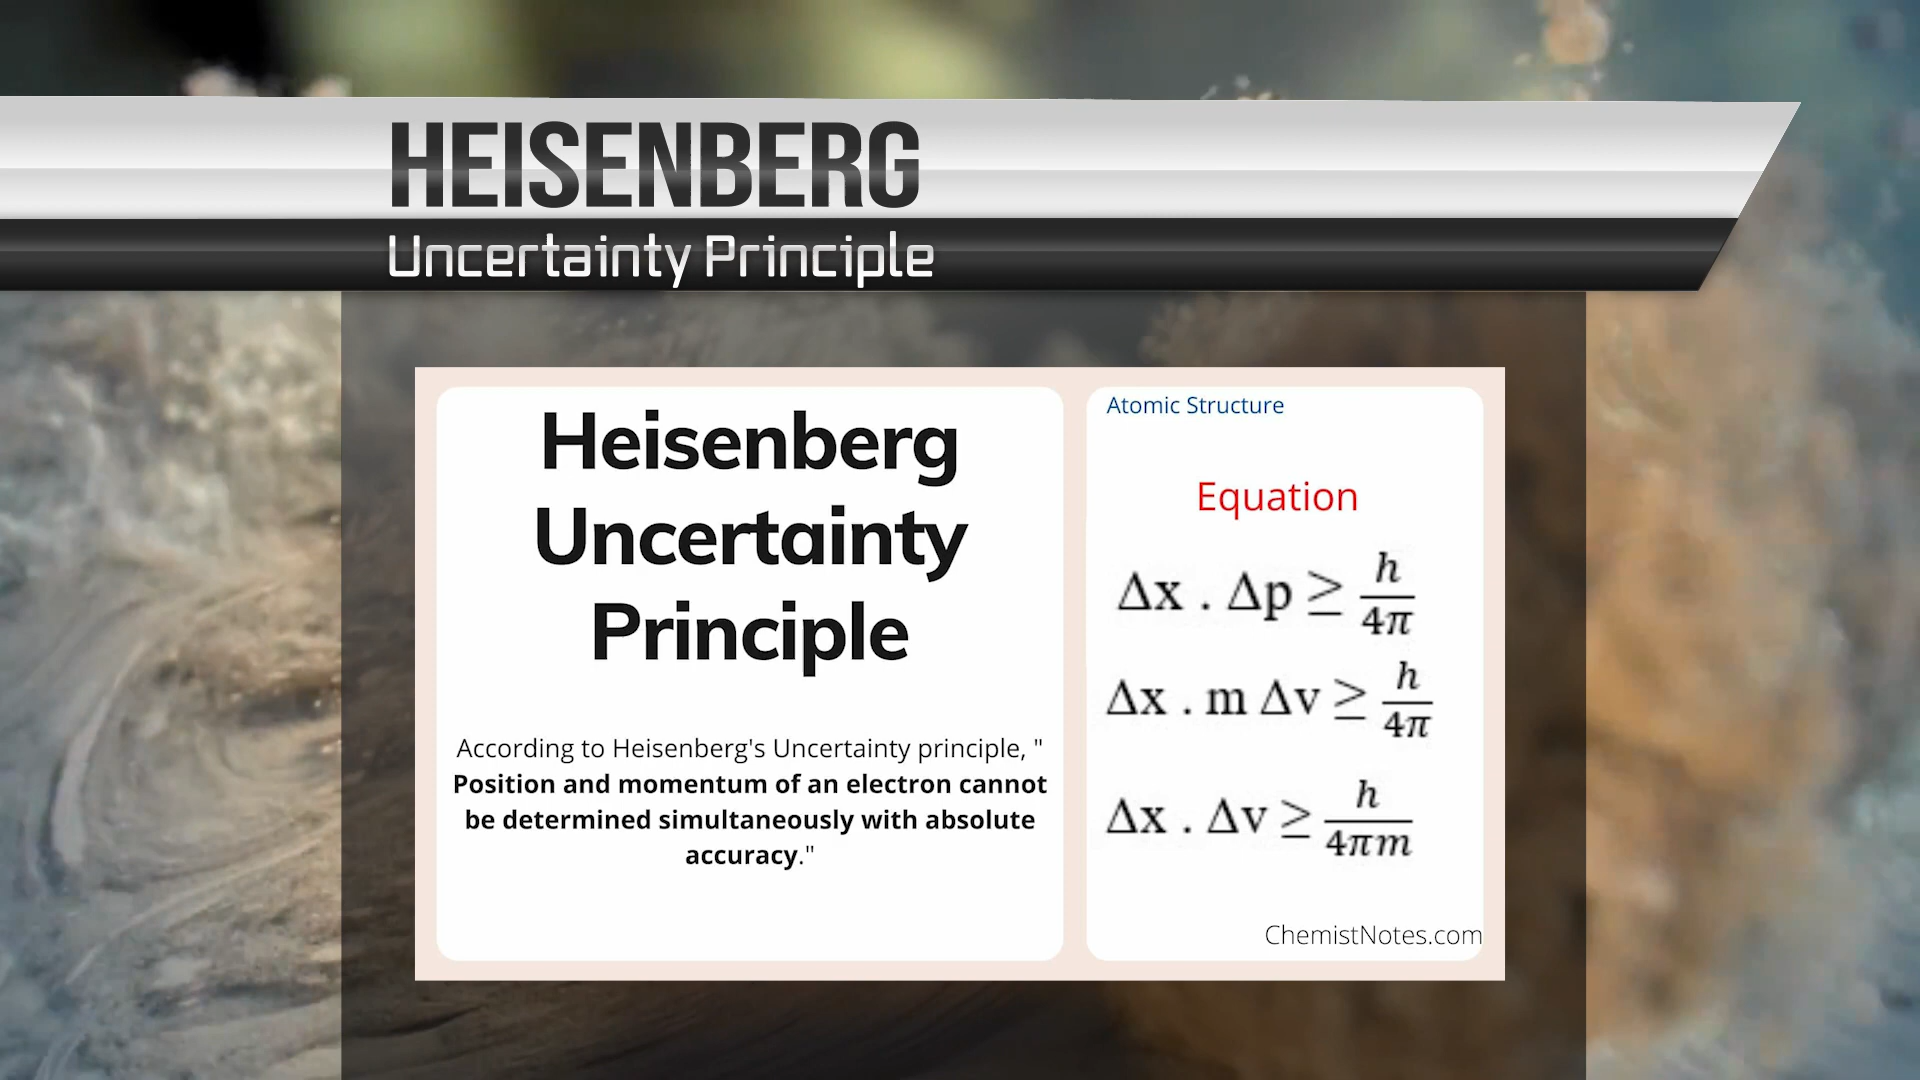 HEISENBERG
Uncertainty Principle
Heisenberg
Uncertainty
Principle
According to Heisenberg's Uncertainty principle, "
Position and momentum of an electron cannot
be determined simultaneously with absolute
accuracy."
Atomic Structure
Equation
Δx . Δp ≥ h/4π
Δx . m Δv ≥ h/4π
Δx . Δv ≥ h/4πm
ChemistNotes.com